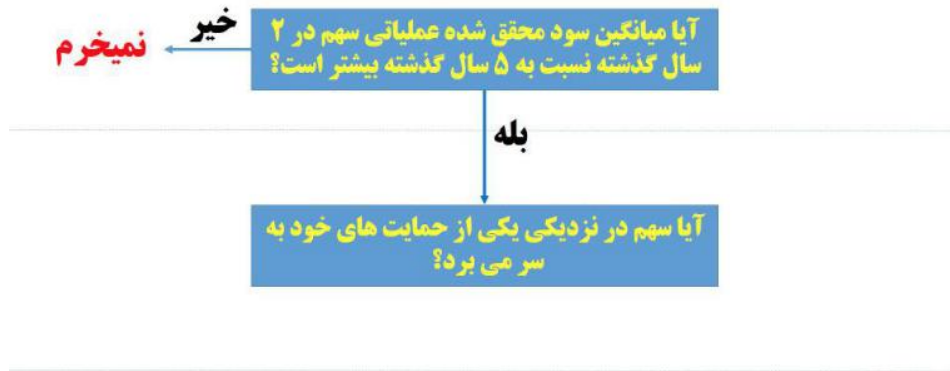 آیا میانگین سود محقق شده عملیاتی سهم در ۲
سال گذشته نسبت به ۵ سال گذشته بیشتر است؟
خیر
نمیخرم
بله
آیا سهم در نزدیکی یکی از حمایت های خود به
سر می برد؟